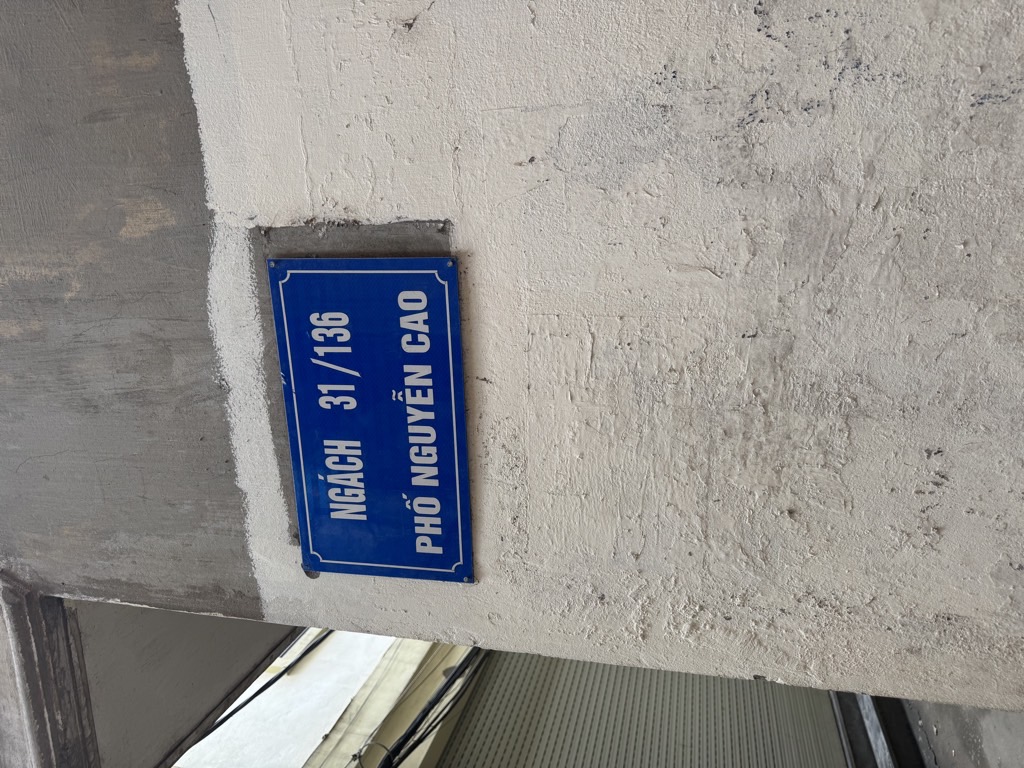 NGÁCH 31/136
PHỐ NGUYỄN CAO